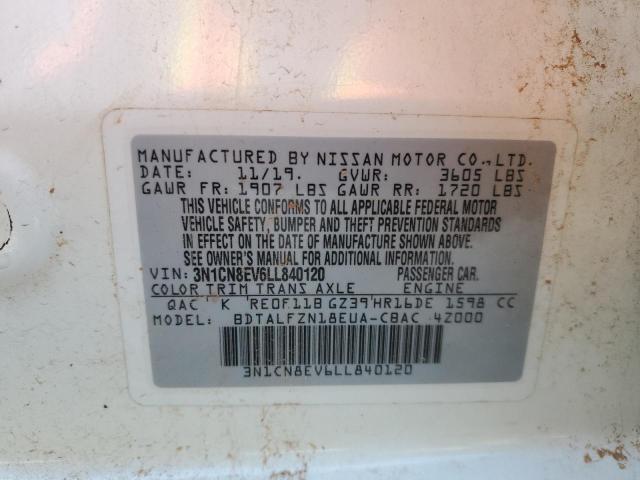 MANUFACTURED BY NISSAN MOTOR CO.,LTD.
DATE: 11/19. GVWR: 3605 LBS
GAWR FR: 1907 LBS GAWR RR: 1720 LBS
THIS VEHICLE CONFORMS TO ALL APPLICABLE FEDERAL MOTOR
VEHICLE SAFETY, BUMPER AND THEFT PREVENTION STANDARDS
IN EFFECT ON THE DATE OF MANUFACTURE SHOWN ABOVE.
SEE OWNER'S MANUAL FOR ADDITIONAL INFORMATION.
VIN: 3N1CN8EV6LL840120 PASSENGER CAR.
COLOR TRIM TRANS AXLE ENGINE
QAC K RE0F11B GZ39 HR16DE 1598 CC
MODEL: BDTALFZN18EUA-CBAC 4Z000
3N1CN8EV6LL840120